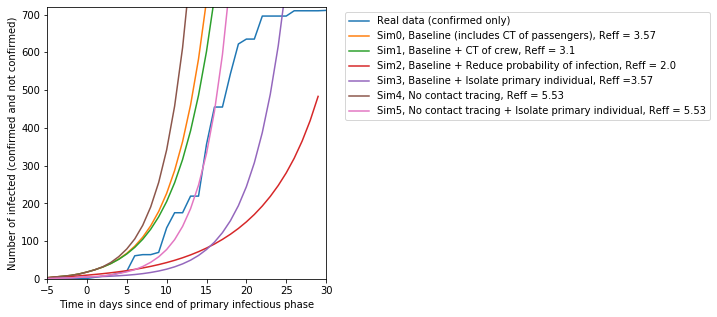 Number of infected (confirmed and not confirmed)
700
600
500
400
300
200
100
0
-5
0
5
10
15
20
25
30
Time in days since end of primary infectious phase
Real data (confirmed only)
Sim0, Baseline (includes CT of passengers), Reff = 3.57
Sim1, Baseline + CT of crew, Reff = 3.1
Sim2, Baseline + Reduce probability of infection, Reff = 2.0
Sim3, Baseline + Isolate primary individual, Reff =3.57
Sim4, No contact tracing, Reff = 5.53
Sim5, No contact tracing + Isolate primary individual, Reff = 5.53